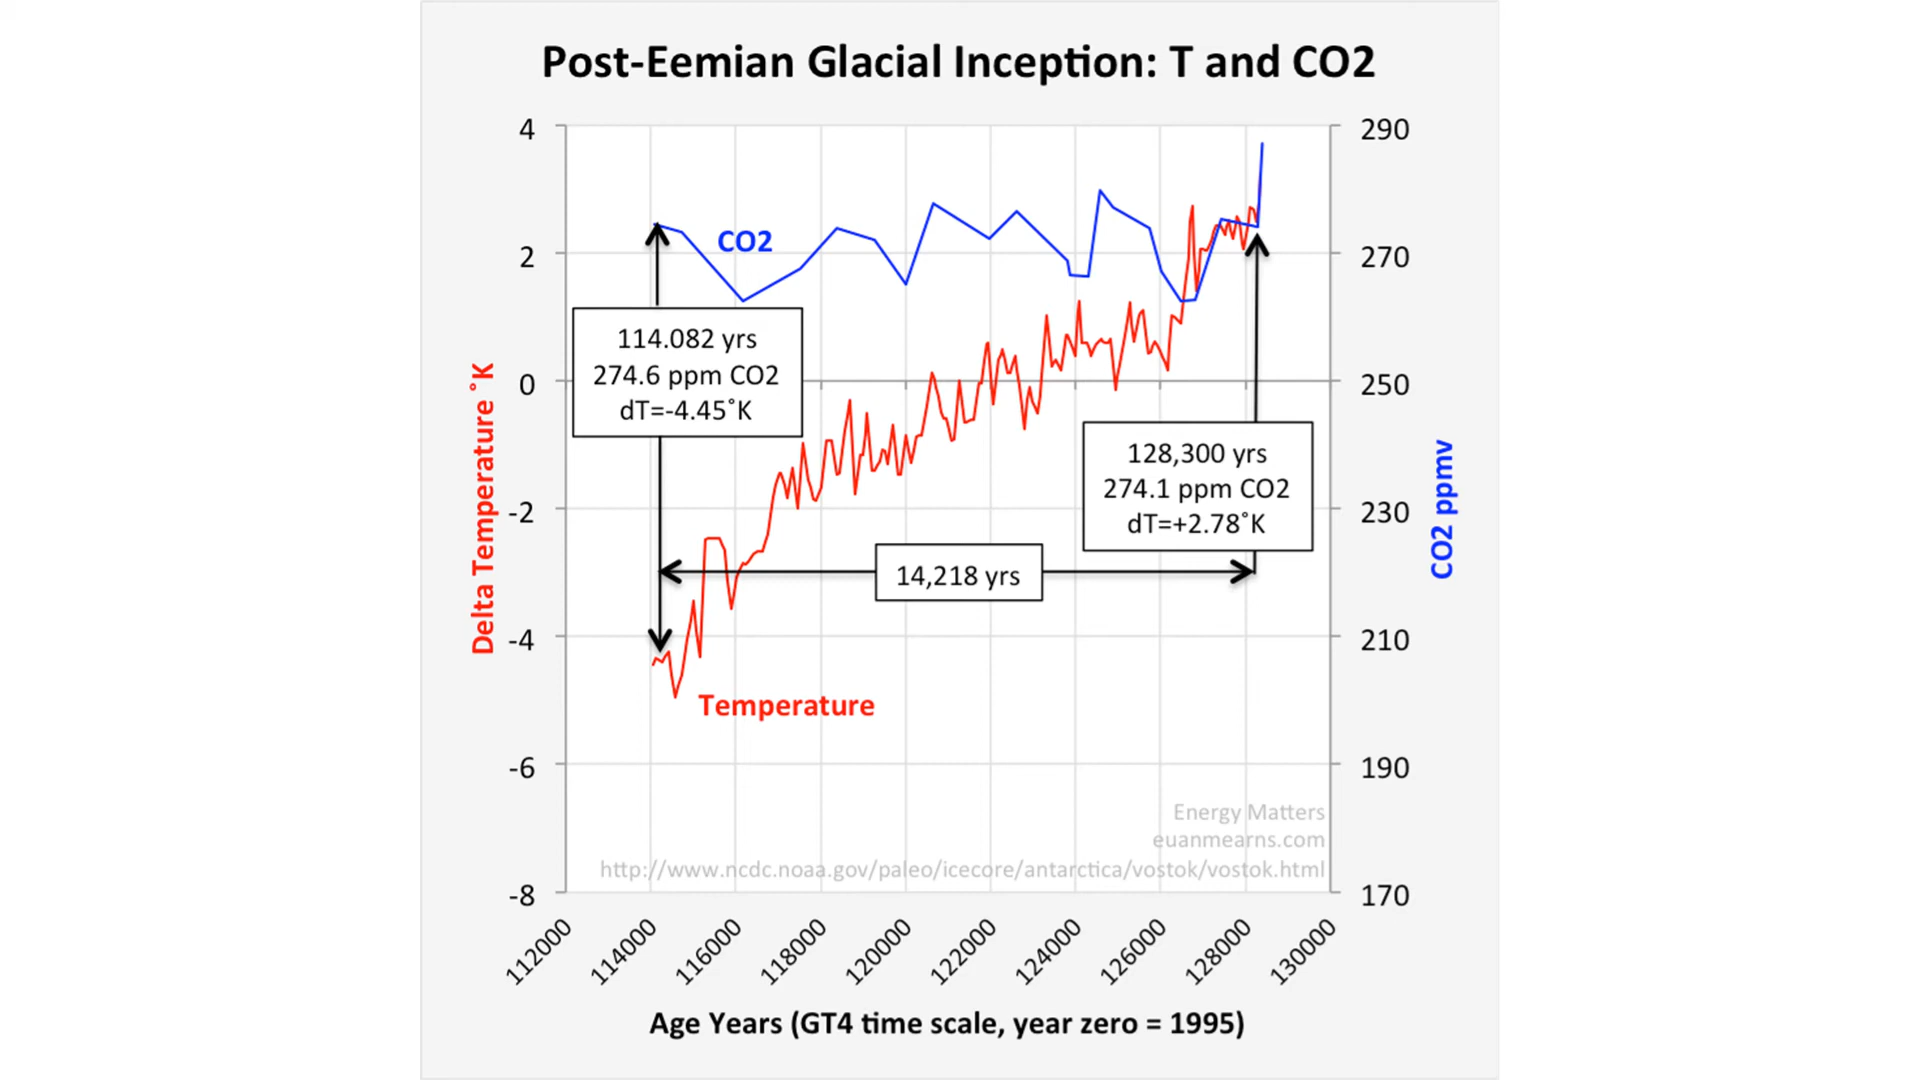 Post-Eemian Glacial Inception: T and CO2
4
2
0
-2
-4
-6
-8
290
270
250
230
210
190
170
Delta Temperature ˚K
CO2 ppmv
CO2
114.082 yrs
274.6 ppm CO2
dT=-4.45˚K
128,300 yrs
274.1 ppm CO2
dT=+2.78˚K
14,218 yrs
Temperature
Energy Matters
euanmearns.com
http://www.ncdc.noaa.gov/paleo/icecore/antarctica/vostok/vostok.html
112000
114000
116000
118000
120000
122000
124000
126000
128000
130000
Age Years (GT4 time scale, year zero = 1995)